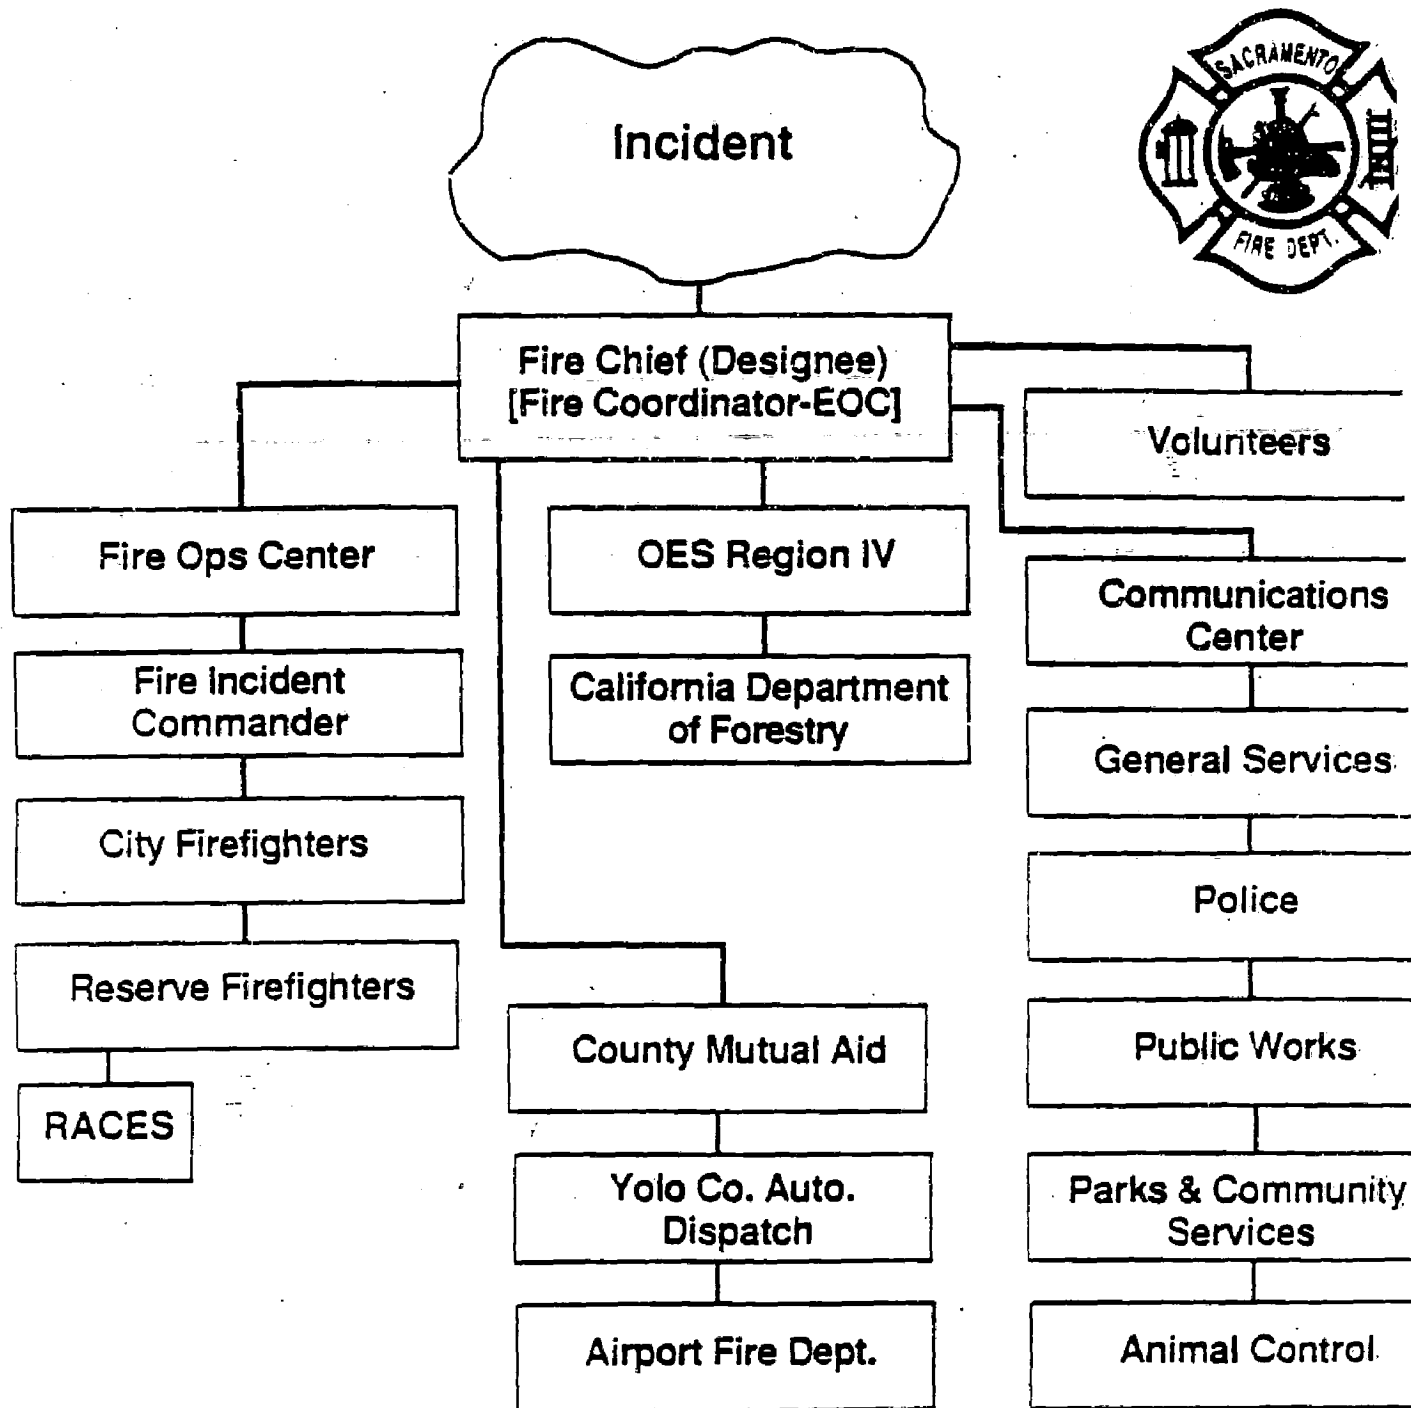 SACRAMENTO
FIRE DEPT.
Incident
Fire Chief (Designee)
[Fire Coordinator-EOC]
Volunteers
Fire Ops Center
OES Region IV
Communications
Center
Fire Incident
Commander
California Department
of Forestry
General Services
City Firefighters
Police
Reserve Firefighters
County Mutual Aid
Public Works
RACES
Yolo Co. Auto.
Dispatch
Parks & Community
Services
Airport Fire Dept.
Animal Control